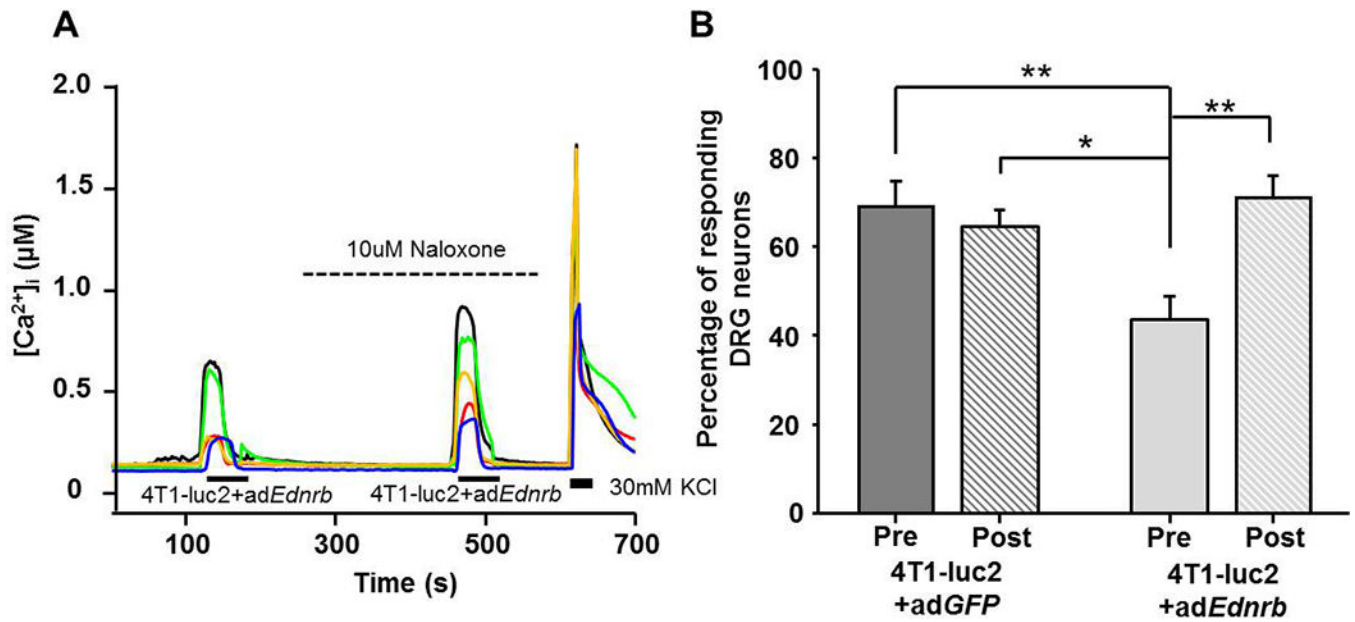 A
2.0
1.5
1.0
0.5
0
[Ca²⁺]ᵢ (µM)
10uM Naloxone
4T1-luc2+adEdnrb
4T1-luc2+adEdnrb
30mM KCl
100
300
500
700
Time (s)
B
100
80
60
40
20
0
Percentage of responding
DRG neurons
**
*
**
Pre
Post
Pre
Post
4T1-luc2
+adGFP
4T1-luc2
+adEdnrb